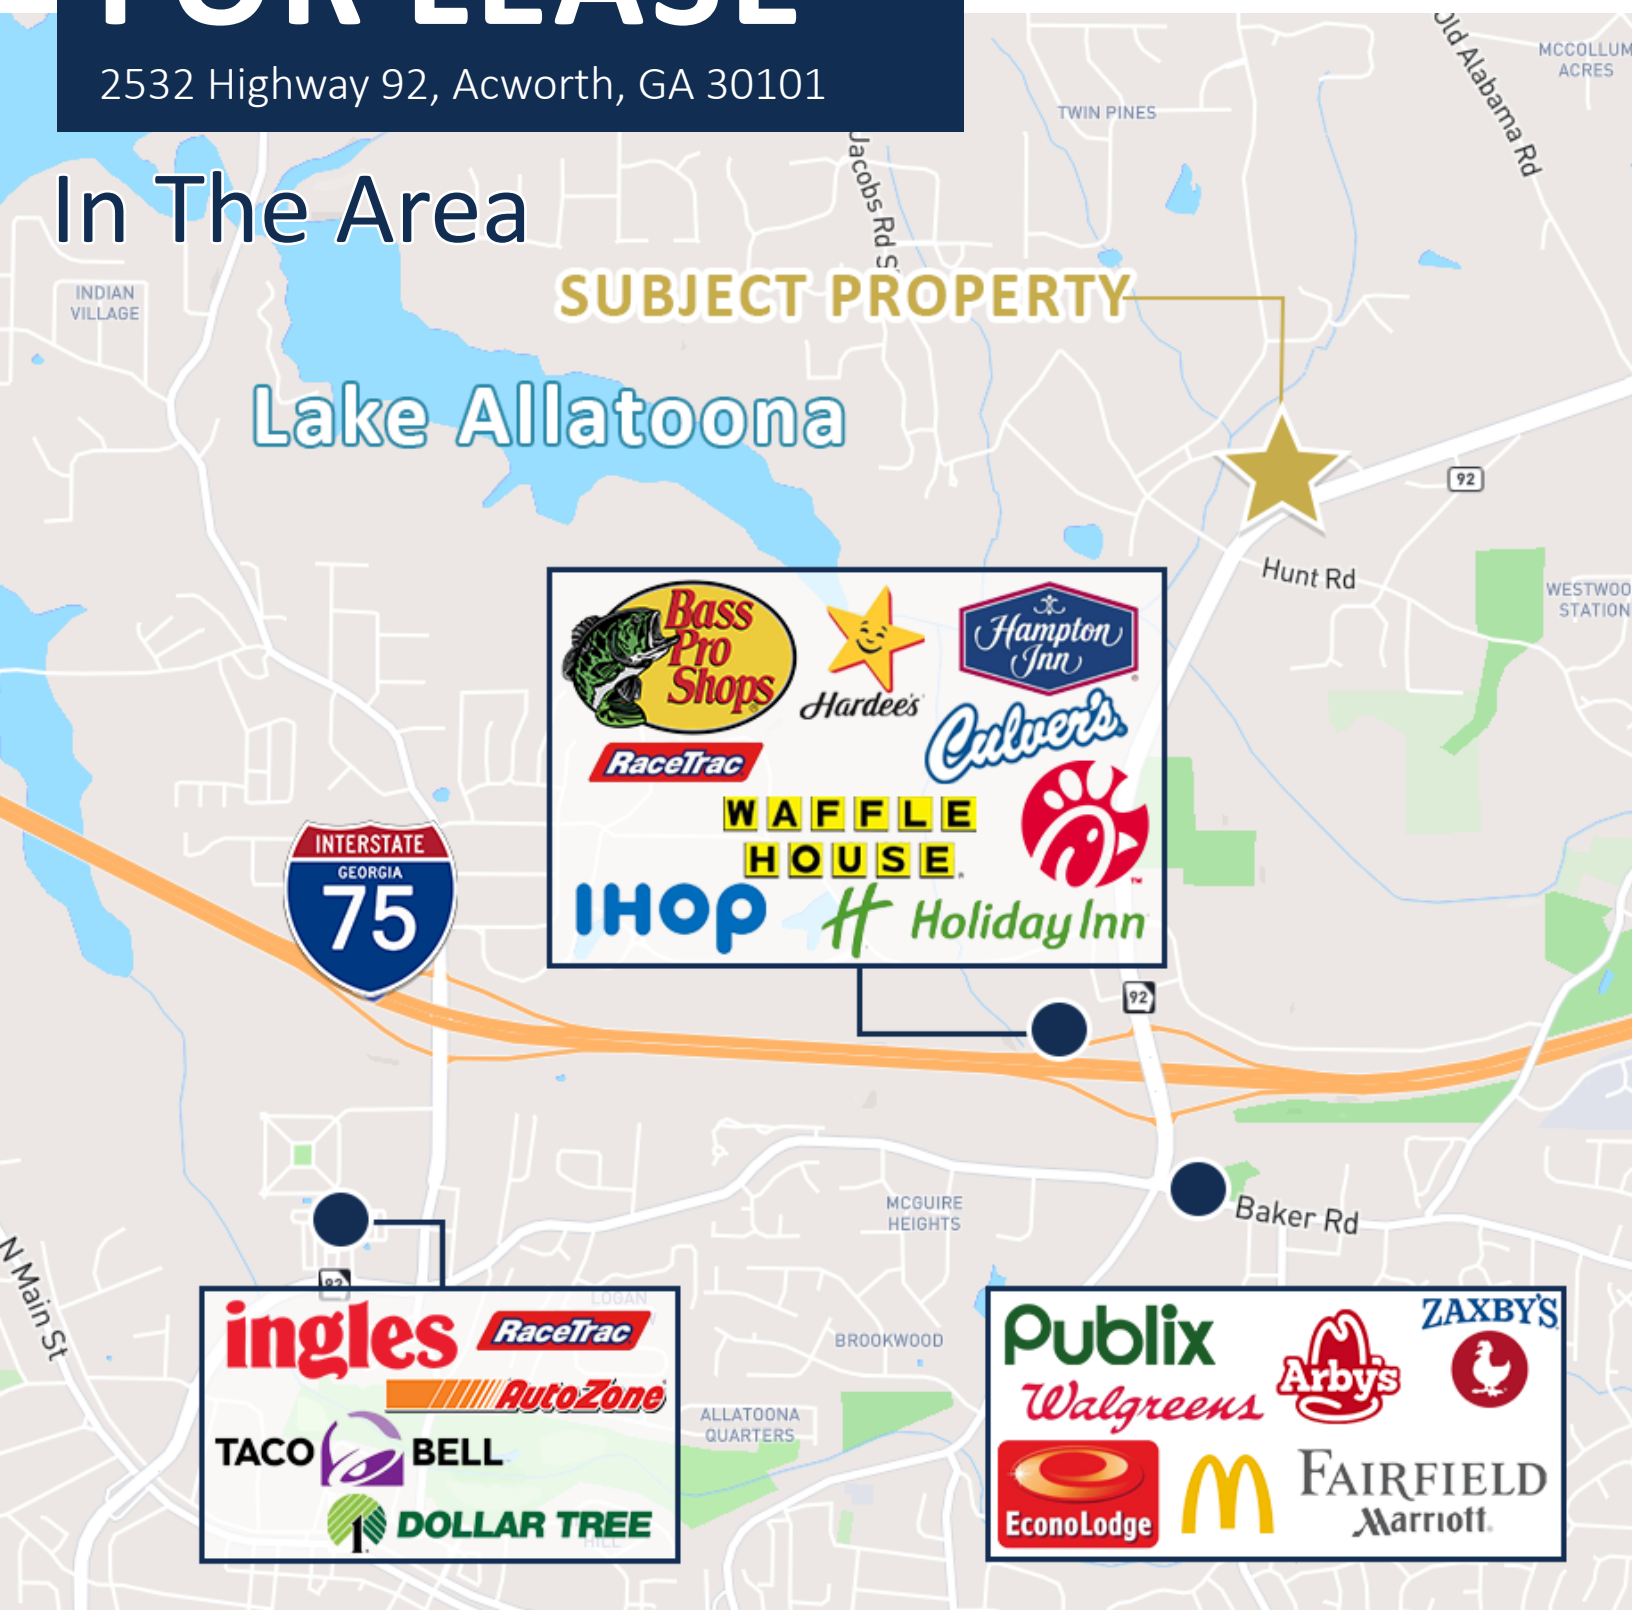 FOR LEASE
2532 Highway 92, Acworth, GA 30101
In The Area
MCCOLLUM
ACRES
Old Alabama Rd
TWIN PINES
Jacobs Rd S
INDIAN
VILLAGE
SUBJECT PROPERTY
Lake Allatoona
92
Hunt Rd
WESTWOO
STATION
Bass
Pro
Shops
Hardee's
Hampton
Inn
Culver's
RaceTrac
WAFFLE
HOUSE
IHOP
H Holiday Inn
INTERSTATE
GEORGIA
75
92
MCGUIRE
HEIGHTS
Baker Rd
N Main St
92
LOGAN
BROOKWOOD
ALLATOONA
QUARTERS
ingles
RaceTrac
AutoZone
TACO BELL
1 DOLLAR TREE
HILL
Publix
Arby's
ZAXBY'S
Walgreens
EconoLodge
M
FAIRFIELD
Marriott